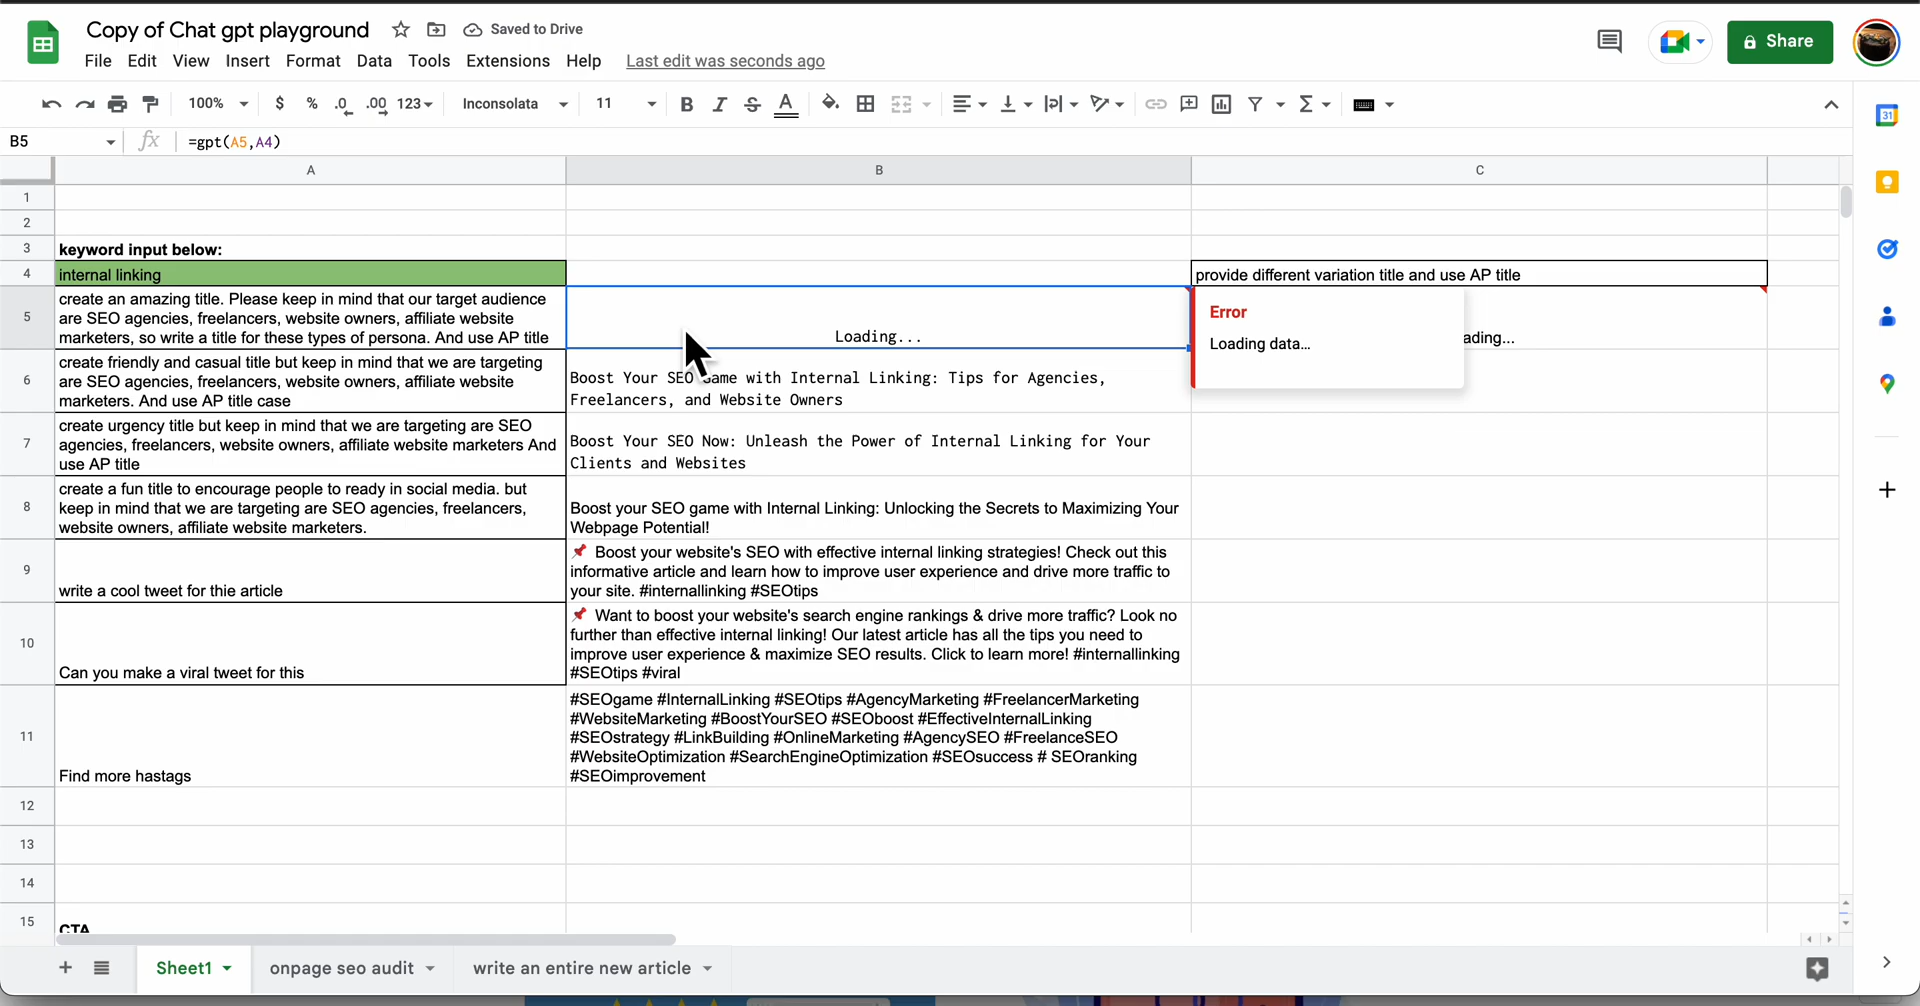 Copy of Chat gpt playground
Saved to Drive
Share
File Edit View Insert Format Data Tools Extensions Help Last edit was seconds ago
100% $ % .0 .00 123 Inconsolata 11 B I S A
31
B5 fx =gpt(A5,A4)
A B C
1
2
3 keyword input below:
4 internal linking
provide different variation title and use AP title
5
create an amazing title. Please keep in mind that our target audience
are SEO agencies, freelancers, website owners, affiliate website
marketers, so write a title for these types of persona. And use AP title
Loading...
Error
Loading data...
ading...
6
create friendly and casual title but keep in mind that we are targeting
are SEO agencies, freelancers, website owners, affiliate website
marketers. And use AP title case
Boost Your SEO Game with Internal Linking: Tips for Agencies,
Freelancers, and Website Owners
7
create urgency title but keep in mind that we are targeting are SEO
agencies, freelancers, website owners, affiliate website marketers And
use AP title
Boost Your SEO Now: Unleash the Power of Internal Linking for Your
Clients and Websites
8
create a fun title to encourage people to ready in social media. but
keep in mind that we are targeting are SEO agencies, freelancers,
website owners, affiliate website marketers.
Boost your SEO game with Internal Linking: Unlocking the Secrets to Maximizing Your
Webpage Potential!
9
write a cool tweet for thie article
📌 Boost your website's SEO with effective internal linking strategies! Check out this
informative article and learn how to improve user experience and drive more traffic to
your site. #internallinking #SEOtips
10
Can you make a viral tweet for this
📌 Want to boost your website's search engine rankings & drive more traffic? Look no
further than effective internal linking! Our latest article has all the tips you need to
improve user experience & maximize SEO results. Click to learn more! #internallinking
#SEOtips #viral
11
Find more hastags
#SEOgame #InternalLinking #SEOtips #AgencyMarketing #FreelancerMarketing
#WebsiteMarketing #BoostYourSEO #SEOboost #EffectiveInternalLinking
#SEOstrategy #LinkBuilding #OnlineMarketing #AgencySEO #FreelanceSEO
#WebsiteOptimization #SearchEngineOptimization #SEOsuccess # SEOranking
#SEOimprovement
12
13
14
15 CTA
Sheet1 onpage seo audit write an entire new article